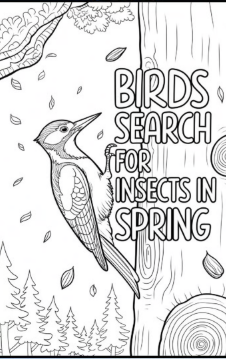 BIRDS
SEARCH
FOR
INSECTS IN
SPRING